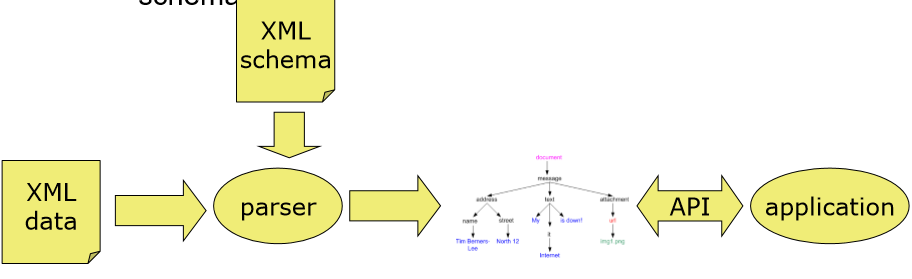 schema
XML
schema
XML
data
parser
document
message
address
text
attachment
name
street
My
is down!
url
Tim Berners-
Lee
North 12
it
img1.png
Internet
API
application